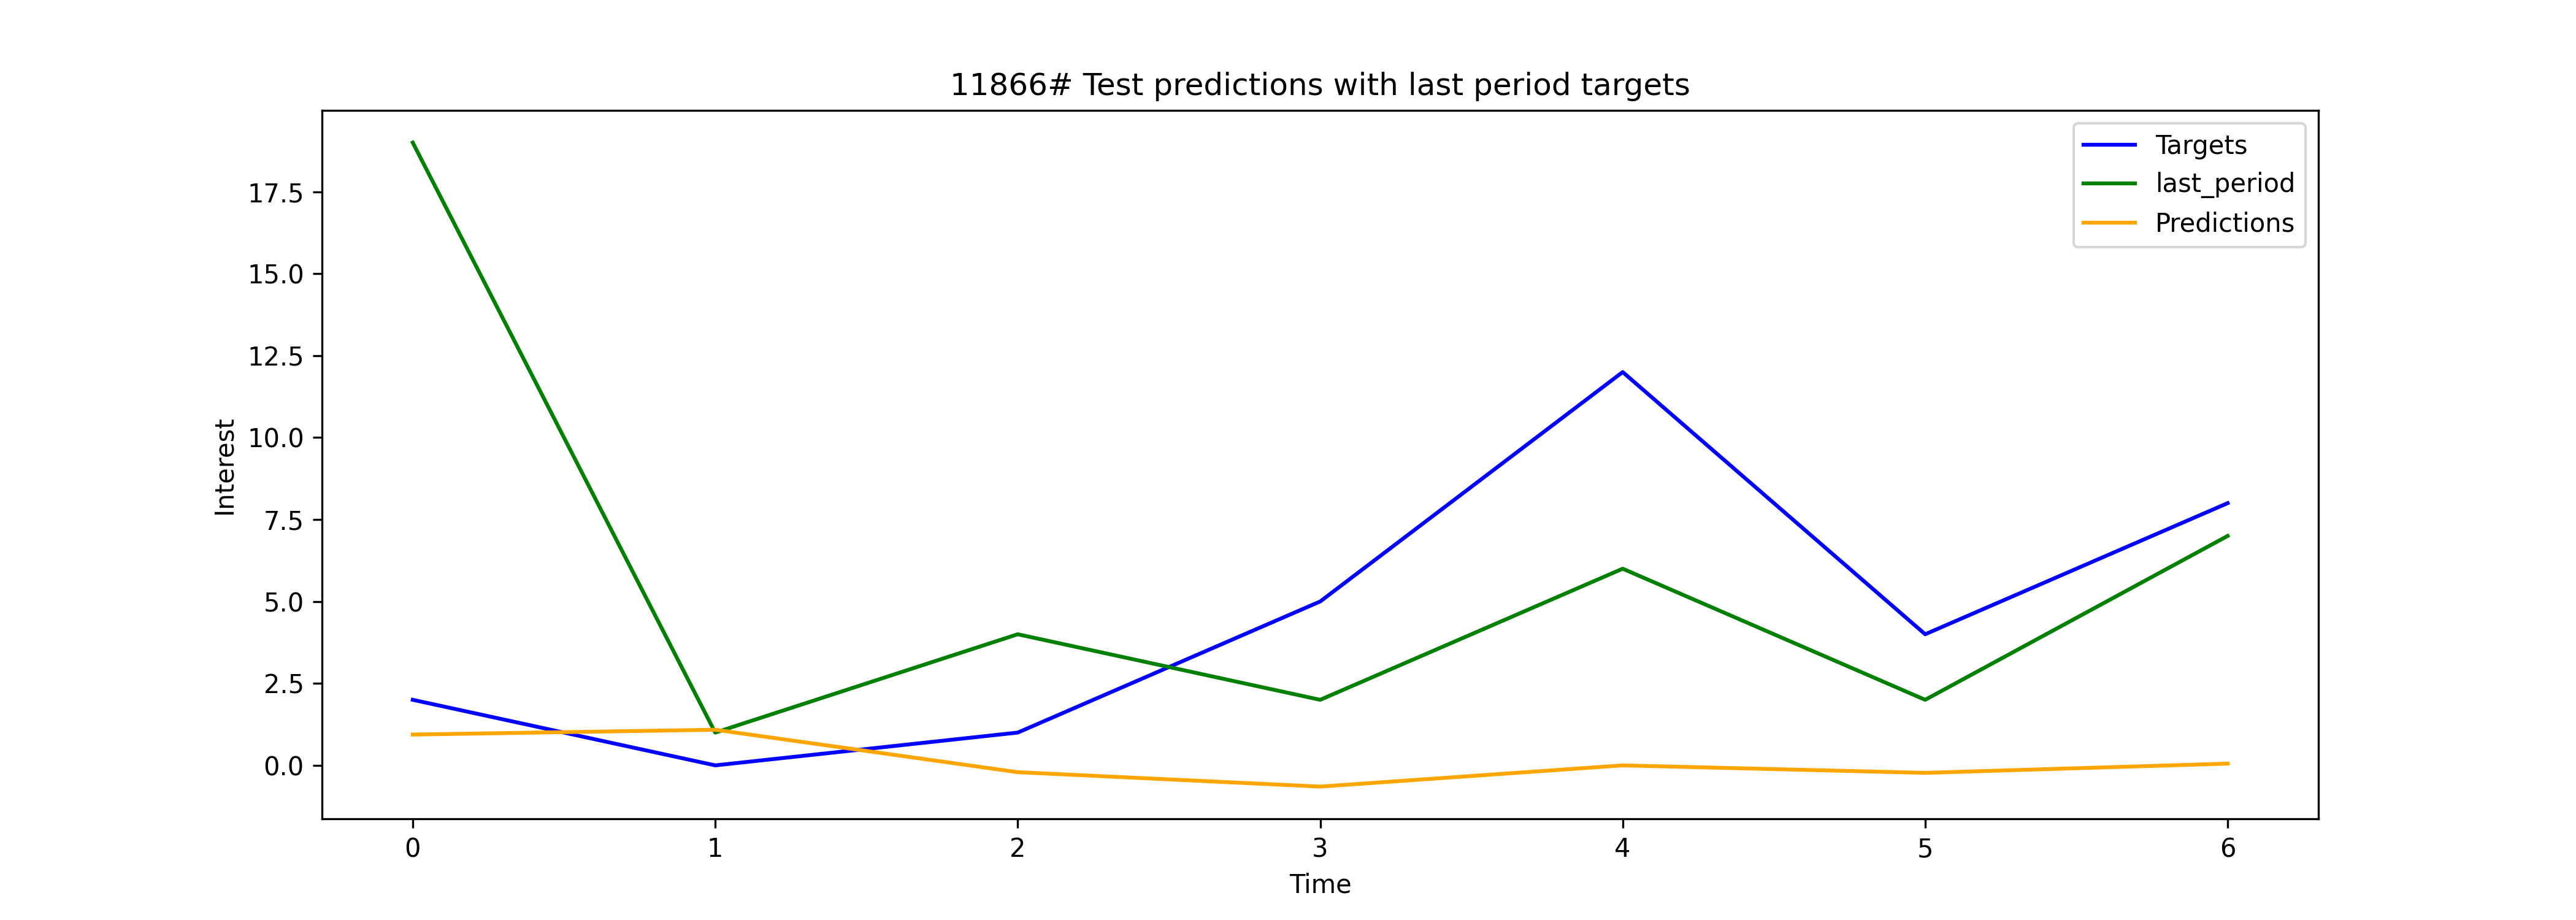 11866# Test predictions with last period targets
Targets
last_period
Predictions
17.5
15.0
12.5
10.0
7.5
5.0
2.5
0.0
Interest
0 1 2 3 4 5 6
Time